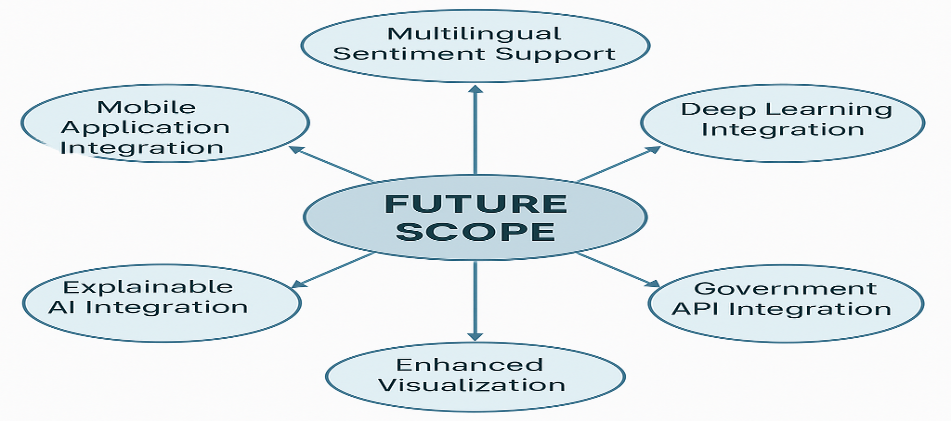 Multilingual
Sentiment Support
Mobile
Application
Integration
Deep Learning
Integration
FUTURE
SCOPE
Explainable
AI Integration
Government
API Integration
Enhanced
Visualization